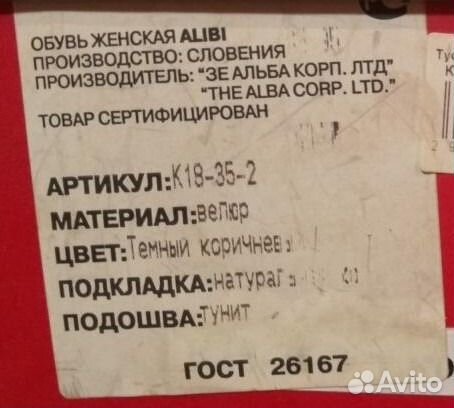 ОБУВЬ ЖЕНСКАЯ ALIBI
ПРОИЗВОДСТВО: СЛОВЕНИЯ
ПРОИЗВОДИТЕЛЬ: "ЗЕ АЛЬБА КОРП. ЛТД"
"THE ALBA CORP. LTD."
ТОВАР СЕРТИФИЦИРОВАН
АРТИКУЛ:К18-35-2
МАТЕРИАЛ:велюр
ЦВЕТ:Темный
ПОДКЛАДКА:
ПОДОШВА:тунит
ГОСТ 26167
Avito